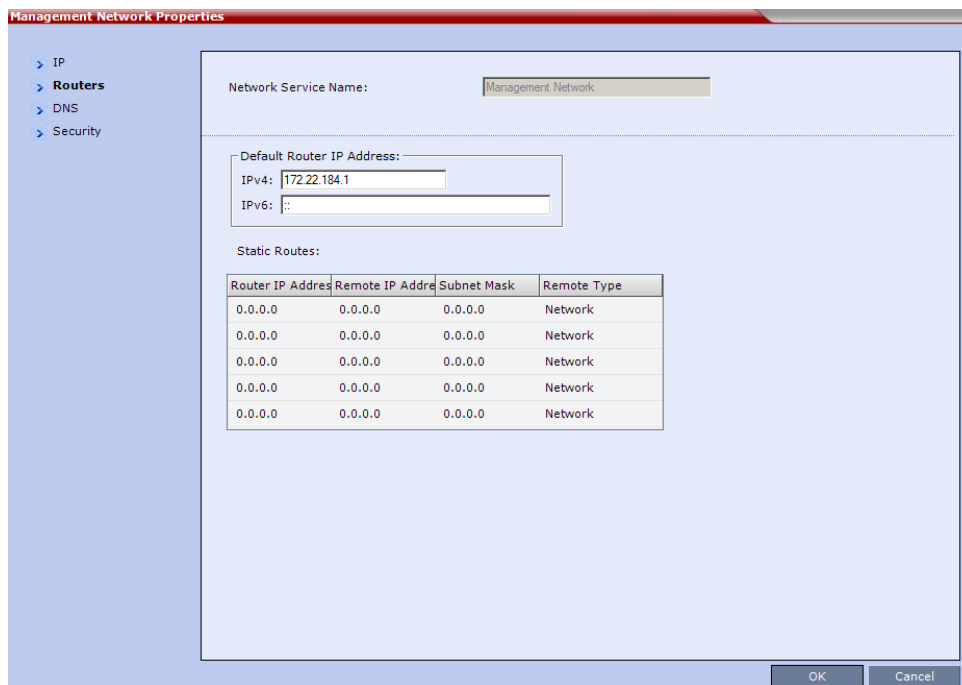 Management Network Properties
IP
Routers
DNS
Security
Network Service Name: Management Network
Default Router IP Address:
IPv4: 172.22.184.1
IPv6: ::
Static Routes:
Router IP Addres Remote IP Addre Subnet Mask Remote Type
0.0.0.0 0.0.0.0 0.0.0.0 Network
0.0.0.0 0.0.0.0 0.0.0.0 Network
0.0.0.0 0.0.0.0 0.0.0.0 Network
0.0.0.0 0.0.0.0 0.0.0.0 Network
0.0.0.0 0.0.0.0 0.0.0.0 Network
OK Cancel